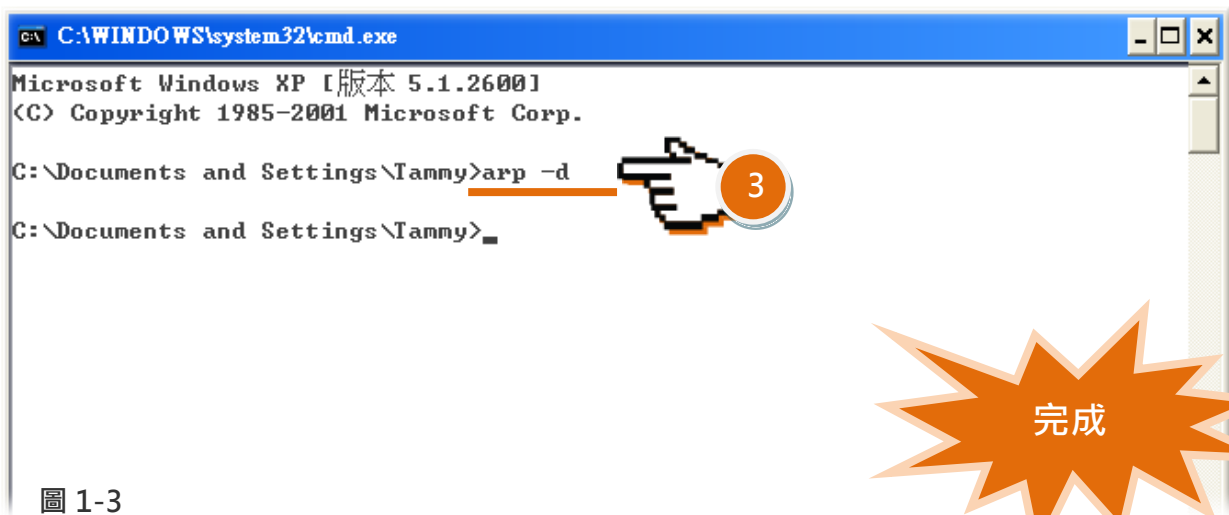 C:\WINDOWS\system32\cmd.exe
Microsoft Windows XP [版本 5.1.2600]
(C) Copyright 1985-2001 Microsoft Corp.
C:\Documents and Settings\Tammy>arp -d
3
C:\Documents and Settings\Tammy>_
完成
圖 1-3